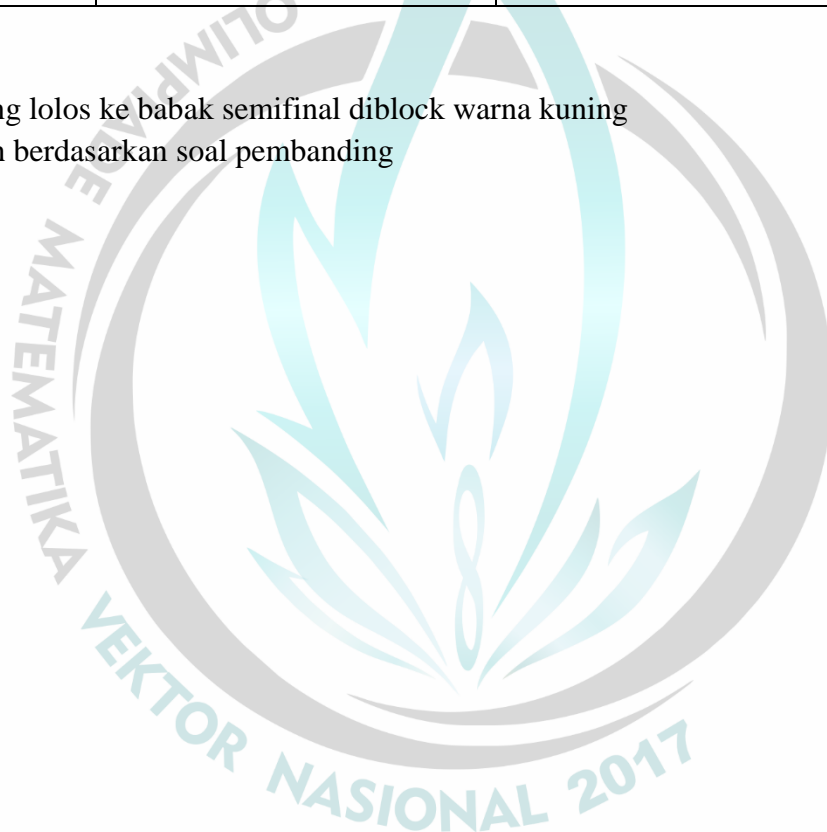 ng lolos ke babak semifinal diblock warna kuning
berdasarkan soal pembanding
OLIMPIADE MATEMATIKA VEKTOR NASIONAL 2017